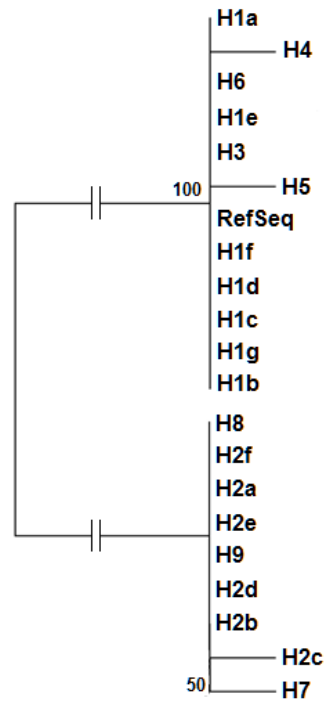 H1a
H4
H6
H1e
H3
100
H5
RefSeq
H1f
H1d
H1c
H1g
H1b
H8
H2f
H2a
H2e
H9
H2d
H2b
H2c
50
H7